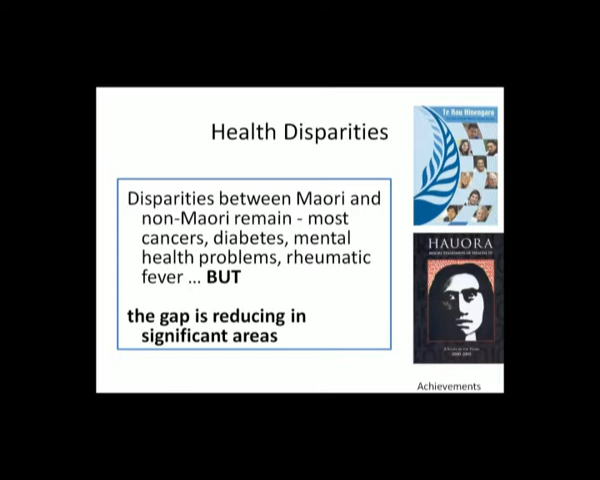 Health Disparities
Disparities between Maori and
non-Maori remain - most
cancers, diabetes, mental
health problems, rheumatic
fever ... BUT
the gap is reducing in
significant areas
Te Rau Hinengaro
HAUORA
Achievements